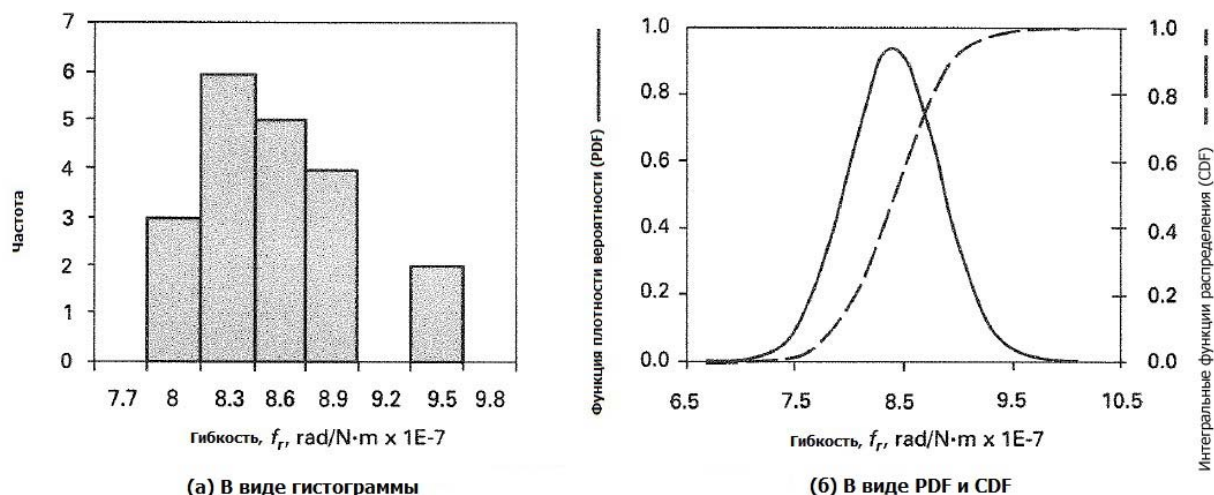 7
6
5
4
3
2
1
0
Частота
7.7 8 8.3 8.6 8.9 9.2 9.5 9.8
Гибкость, fr, rad/N·m x 1E-7
(а) В виде гистограммы
Функция плотности вероятности (PDF)
1.0
0.8
0.6
0.4
0.2
0.0
6.5 7.5 8.5 9.5 10.5
Гибкость, fr, rad/N·m x 1E-7
1.0
0.8
0.6
0.4
0.2
0.0
Интегральные функции распределения (CDF)
(б) В виде PDF и CDF